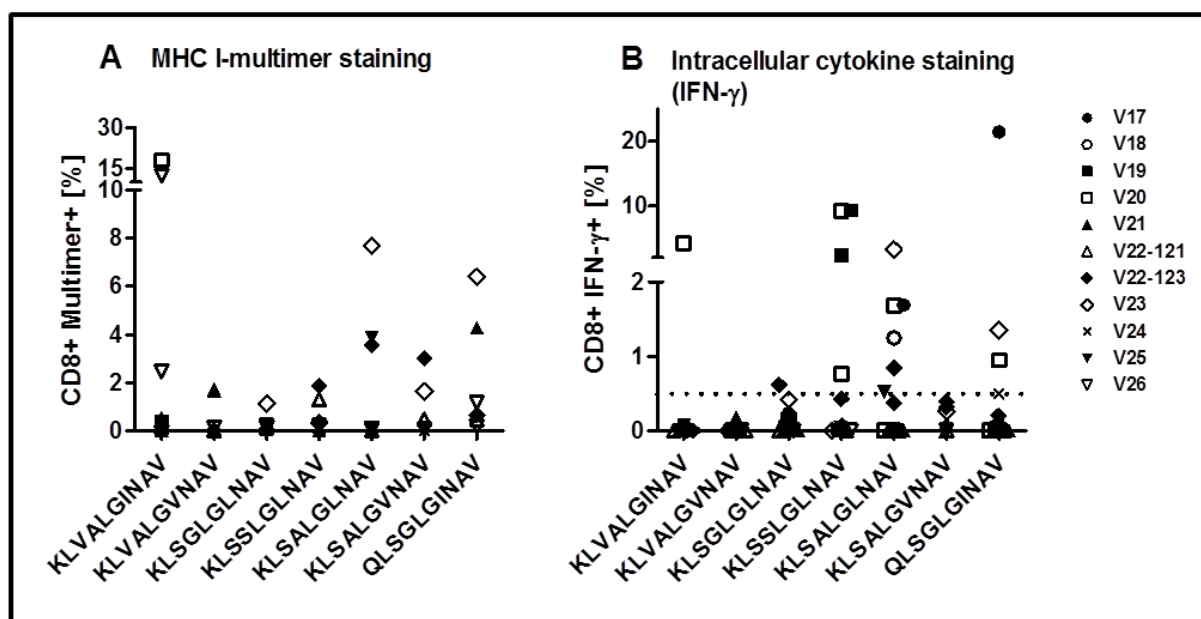 A MHC I-multimer staining
30
15
10
8
6
4
2
0
CD8+ Multimer+ [%]
KLVALGINAV
KLVALGVNAV
KLSGLGLNAV
KLSSLGLNAV
KLSALGLNAV
KLSALGVNAV
QLSGLGINAV
B Intracellular cytokine staining
(IFN-γ)
20
10
2
1
0
CD8+ IFN-γ+ [%]
KLVALGINAV
KLVALGVNAV
KLSGLGLNAV
KLSSLGLNAV
KLSALGLNAV
KLSALGVNAV
QLSGLGINAV
V17
V18
V19
V20
V21
V22-121
V22-123
V23
V24
V25
V26